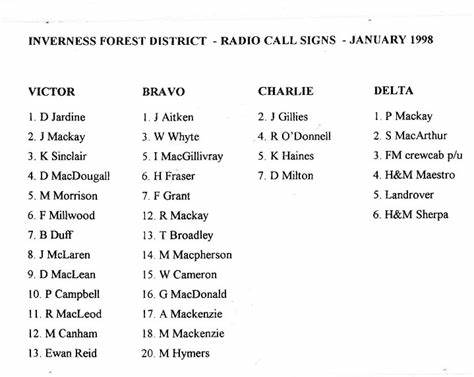 INVERNESS FOREST DISTRICT - RADIO CALL SIGNS - JANUARY 1998
VICTOR
1. D Jardine
2. J Mackay
3. K Sinclair
4. D MacDougall
5. M Morrison
6. F Millwood
7. B Duff
8. J McLaren
9. D MacLean
10. P Campbell
11. R MacLeod
12. M Canham
13. Ewan Reid
BRAVO
1. J Aitken
3. W Whyte
5. I MacGillivray
6. H Fraser
7. F Grant
12. R Mackay
13. T Broadley
14. M Macpherson
15. W Cameron
16. G MacDonald
17. A Mackenzie
18. M Mackenzie
20. M Hymers
CHARLIE
2. J Gillies
4. R O'Donnell
5. K Haines
7. D Milton
DELTA
1. P Mackay
2. S MacArthur
3. FM crewcab p/u
4. H&M Maestro
5. Landrover
6. H&M Sherpa